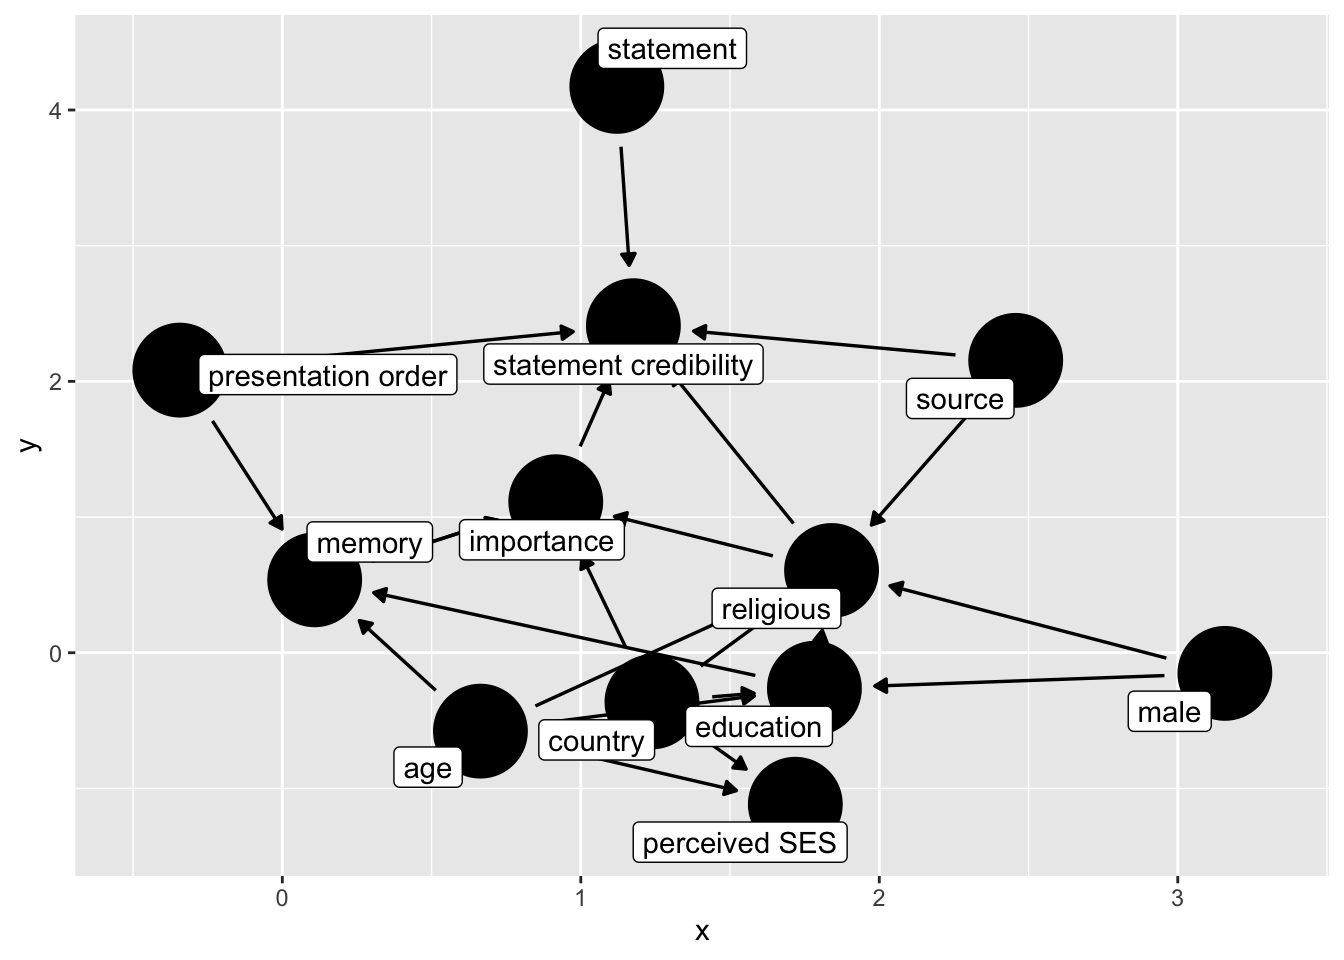 statement
4
statement credibility
presentation order
2
source
y
memory
importance
religious
0
male
education
country
age
perceived SES
0
1
2
3
x